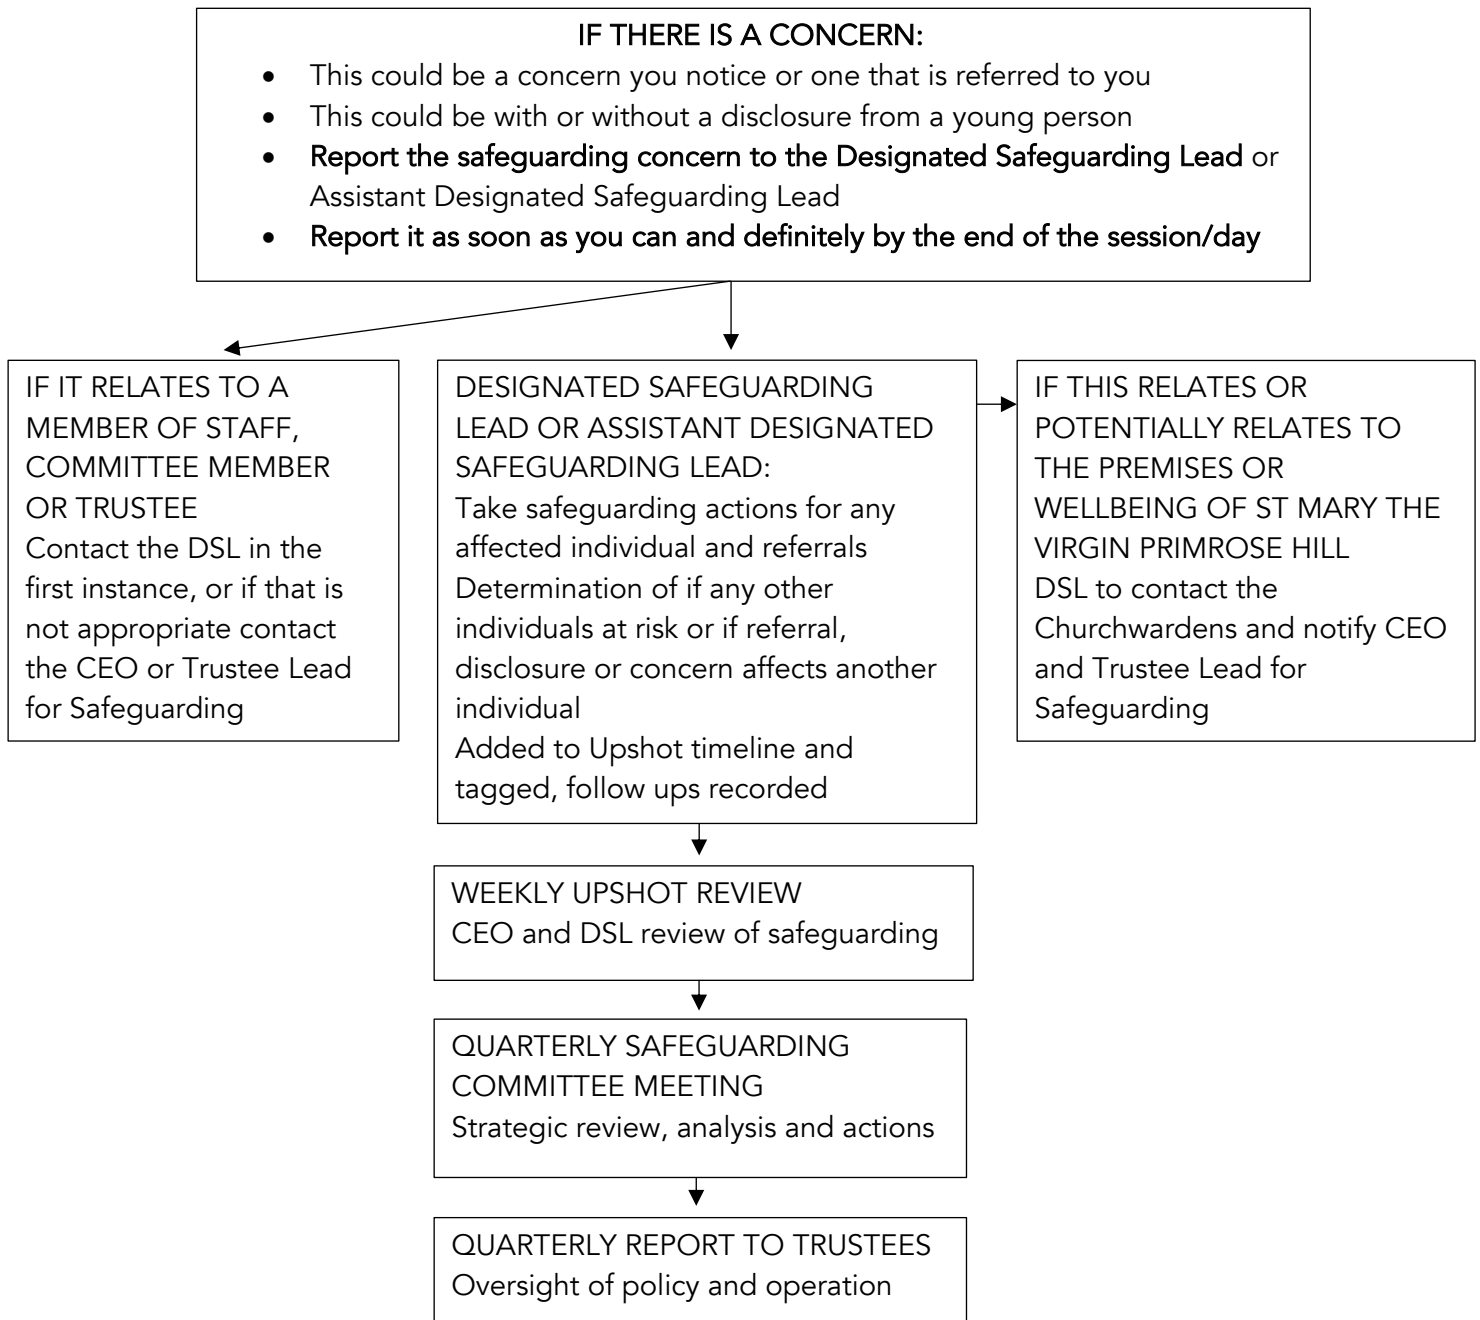 IF THERE IS A CONCERN:
• This could be a concern you notice or one that is referred to you
• This could be with or without a disclosure from a young person
• Report the safeguarding concern to the Designated Safeguarding Lead or
Assistant Designated Safeguarding Lead
• Report it as soon as you can and definitely by the end of the session/day
IF IT RELATES TO A
MEMBER OF STAFF,
COMMITTEE MEMBER
OR TRUSTEE
Contact the DSL in the
first instance, or if that is
not appropriate contact
the CEO or Trustee Lead
for Safeguarding
DESIGNATED SAFEGUARDING
LEAD OR ASSISTANT DESIGNATED
SAFEGUARDING LEAD:
Take safeguarding actions for any
affected individual and referrals
Determination of if any other
individuals at risk or if referral,
disclosure or concern affects another
individual
Added to Upshot timeline and
tagged, follow ups recorded
IF THIS RELATES OR
POTENTIALLY RELATES TO
THE PREMISES OR
WELLBEING OF ST MARY THE
VIRGIN PRIMROSE HILL
DSL to contact the
Churchwardens and notify CEO
and Trustee Lead for
Safeguarding
WEEKLY UPSHOT REVIEW
CEO and DSL review of safeguarding
QUARTERLY SAFEGUARDING
COMMITTEE MEETING
Strategic review, analysis and actions
QUARTERLY REPORT TO TRUSTEES
Oversight of policy and operation